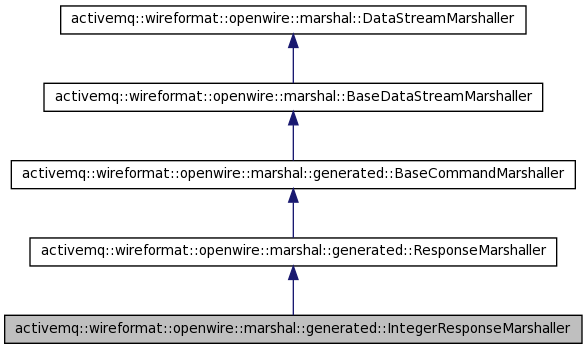 activemq::wireformat::openwire::marshal::DataStreamMarshaller
activemq::wireformat::openwire::marshal::BaseDataStreamMarshaller
activemq::wireformat::openwire::marshal::generated::BaseCommandMarshaller
activemq::wireformat::openwire::marshal::generated::ResponseMarshaller
activemq::wireformat::openwire::marshal::generated::IntegerResponseMarshaller